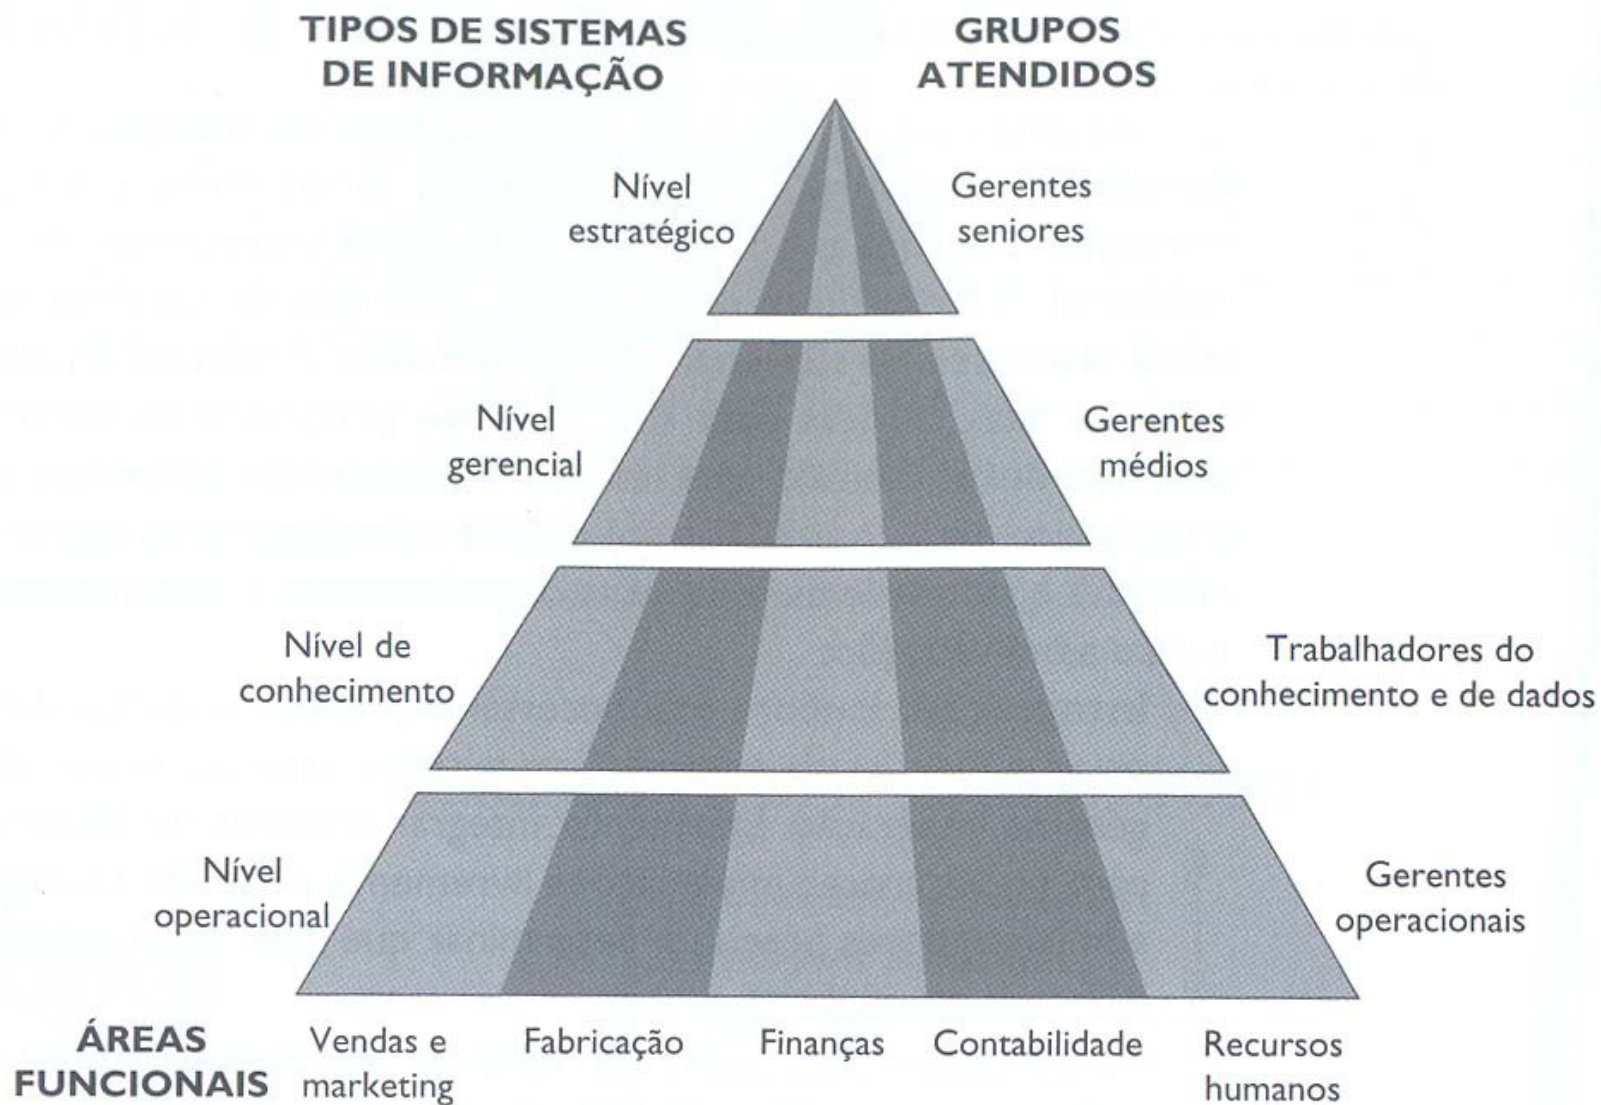 TIPOS DE SISTEMAS
DE INFORMAÇÃO
GRUPOS
ATENDIDOS
Nível
estratégico
Gerentes
seniores
Nível
gerencial
Gerentes
médios
Nível de
conhecimento
Trabalhadores do
conhecimento e de dados
Nível
operacional
Gerentes
operacionais
ÁREAS
FUNCIONAIS
Vendas e
marketing
Fabricação
Finanças
Contabilidade
Recursos
humanos